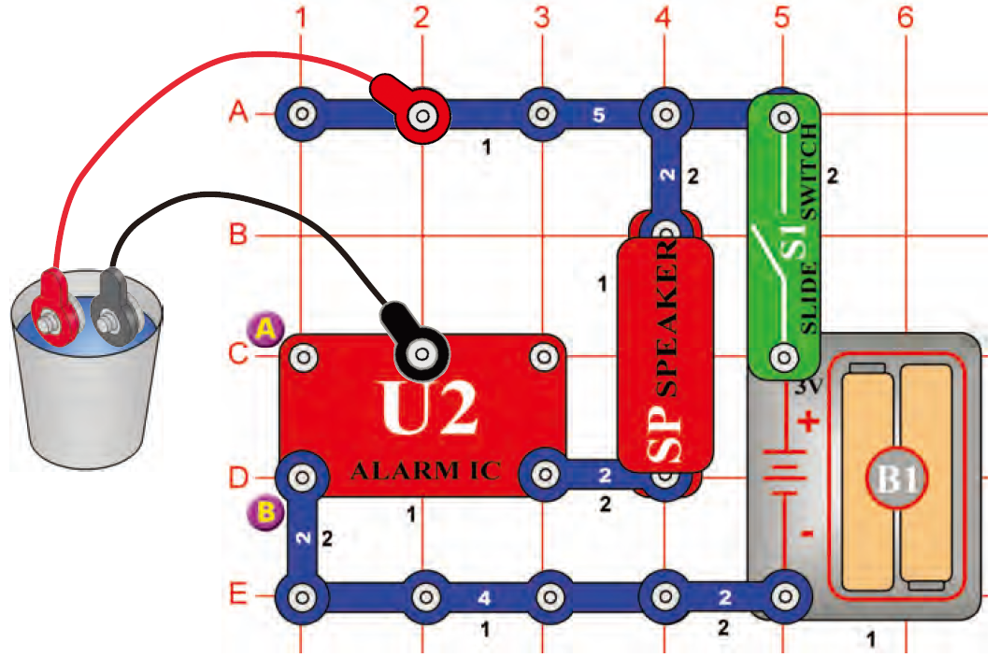 1 2 3 4 5 6
A
5
1
2
2
S1
SLIDE SWITCH
2
B
SP SPEAKER
1
A
C
U2
ALARM IC
3V
+
B1
-
D
2
2
B
1
2
2
E
4
1
2
2
1